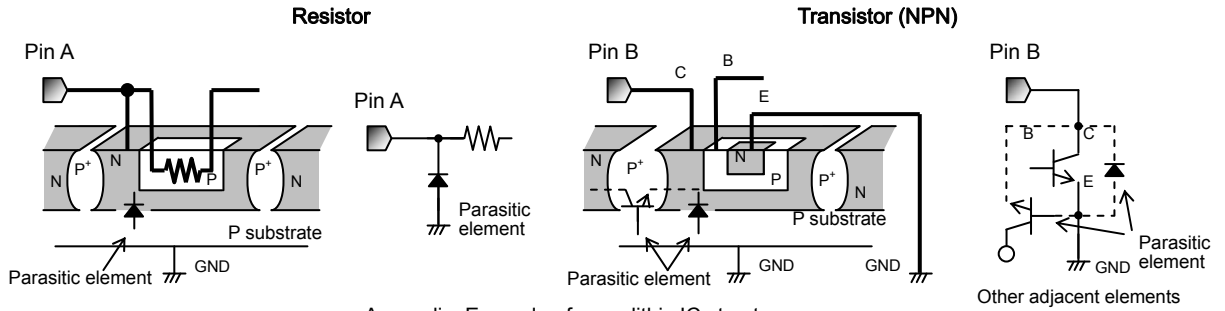 Resistor
Transistor (NPN)
Pin A
Pin A
N
P+
N
P
P+
N
Parasitic
element
P substrate
Parasitic element
GND
Pin B
C
B
E
N
P+
N
P
P+
N
P substrate
Parasitic element
GND
GND
Pin B
B
C
E
GND
Parasitic
element
Other adjacent elements